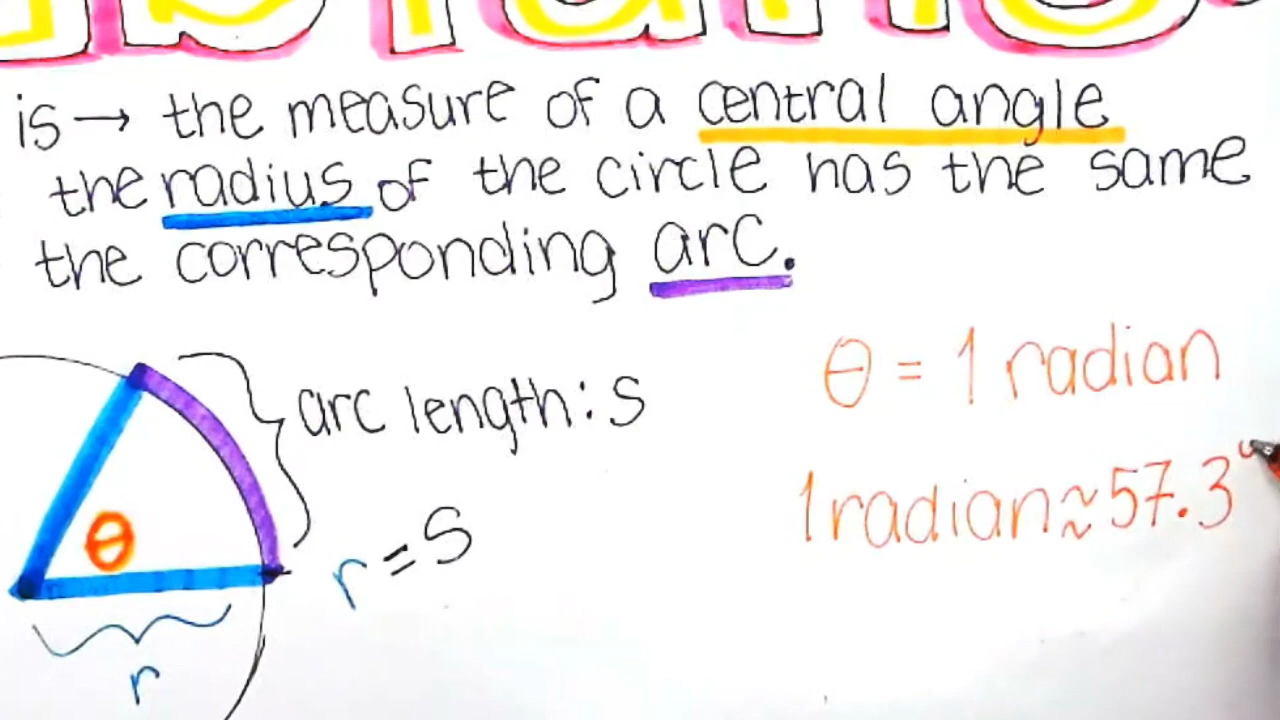 is → the measure of a central angle
the radius of the circle has the same
the corresponding arc.
arc length: s
θ = 1 radian
1 radian ≈ 57.3°
θ
r = s
r